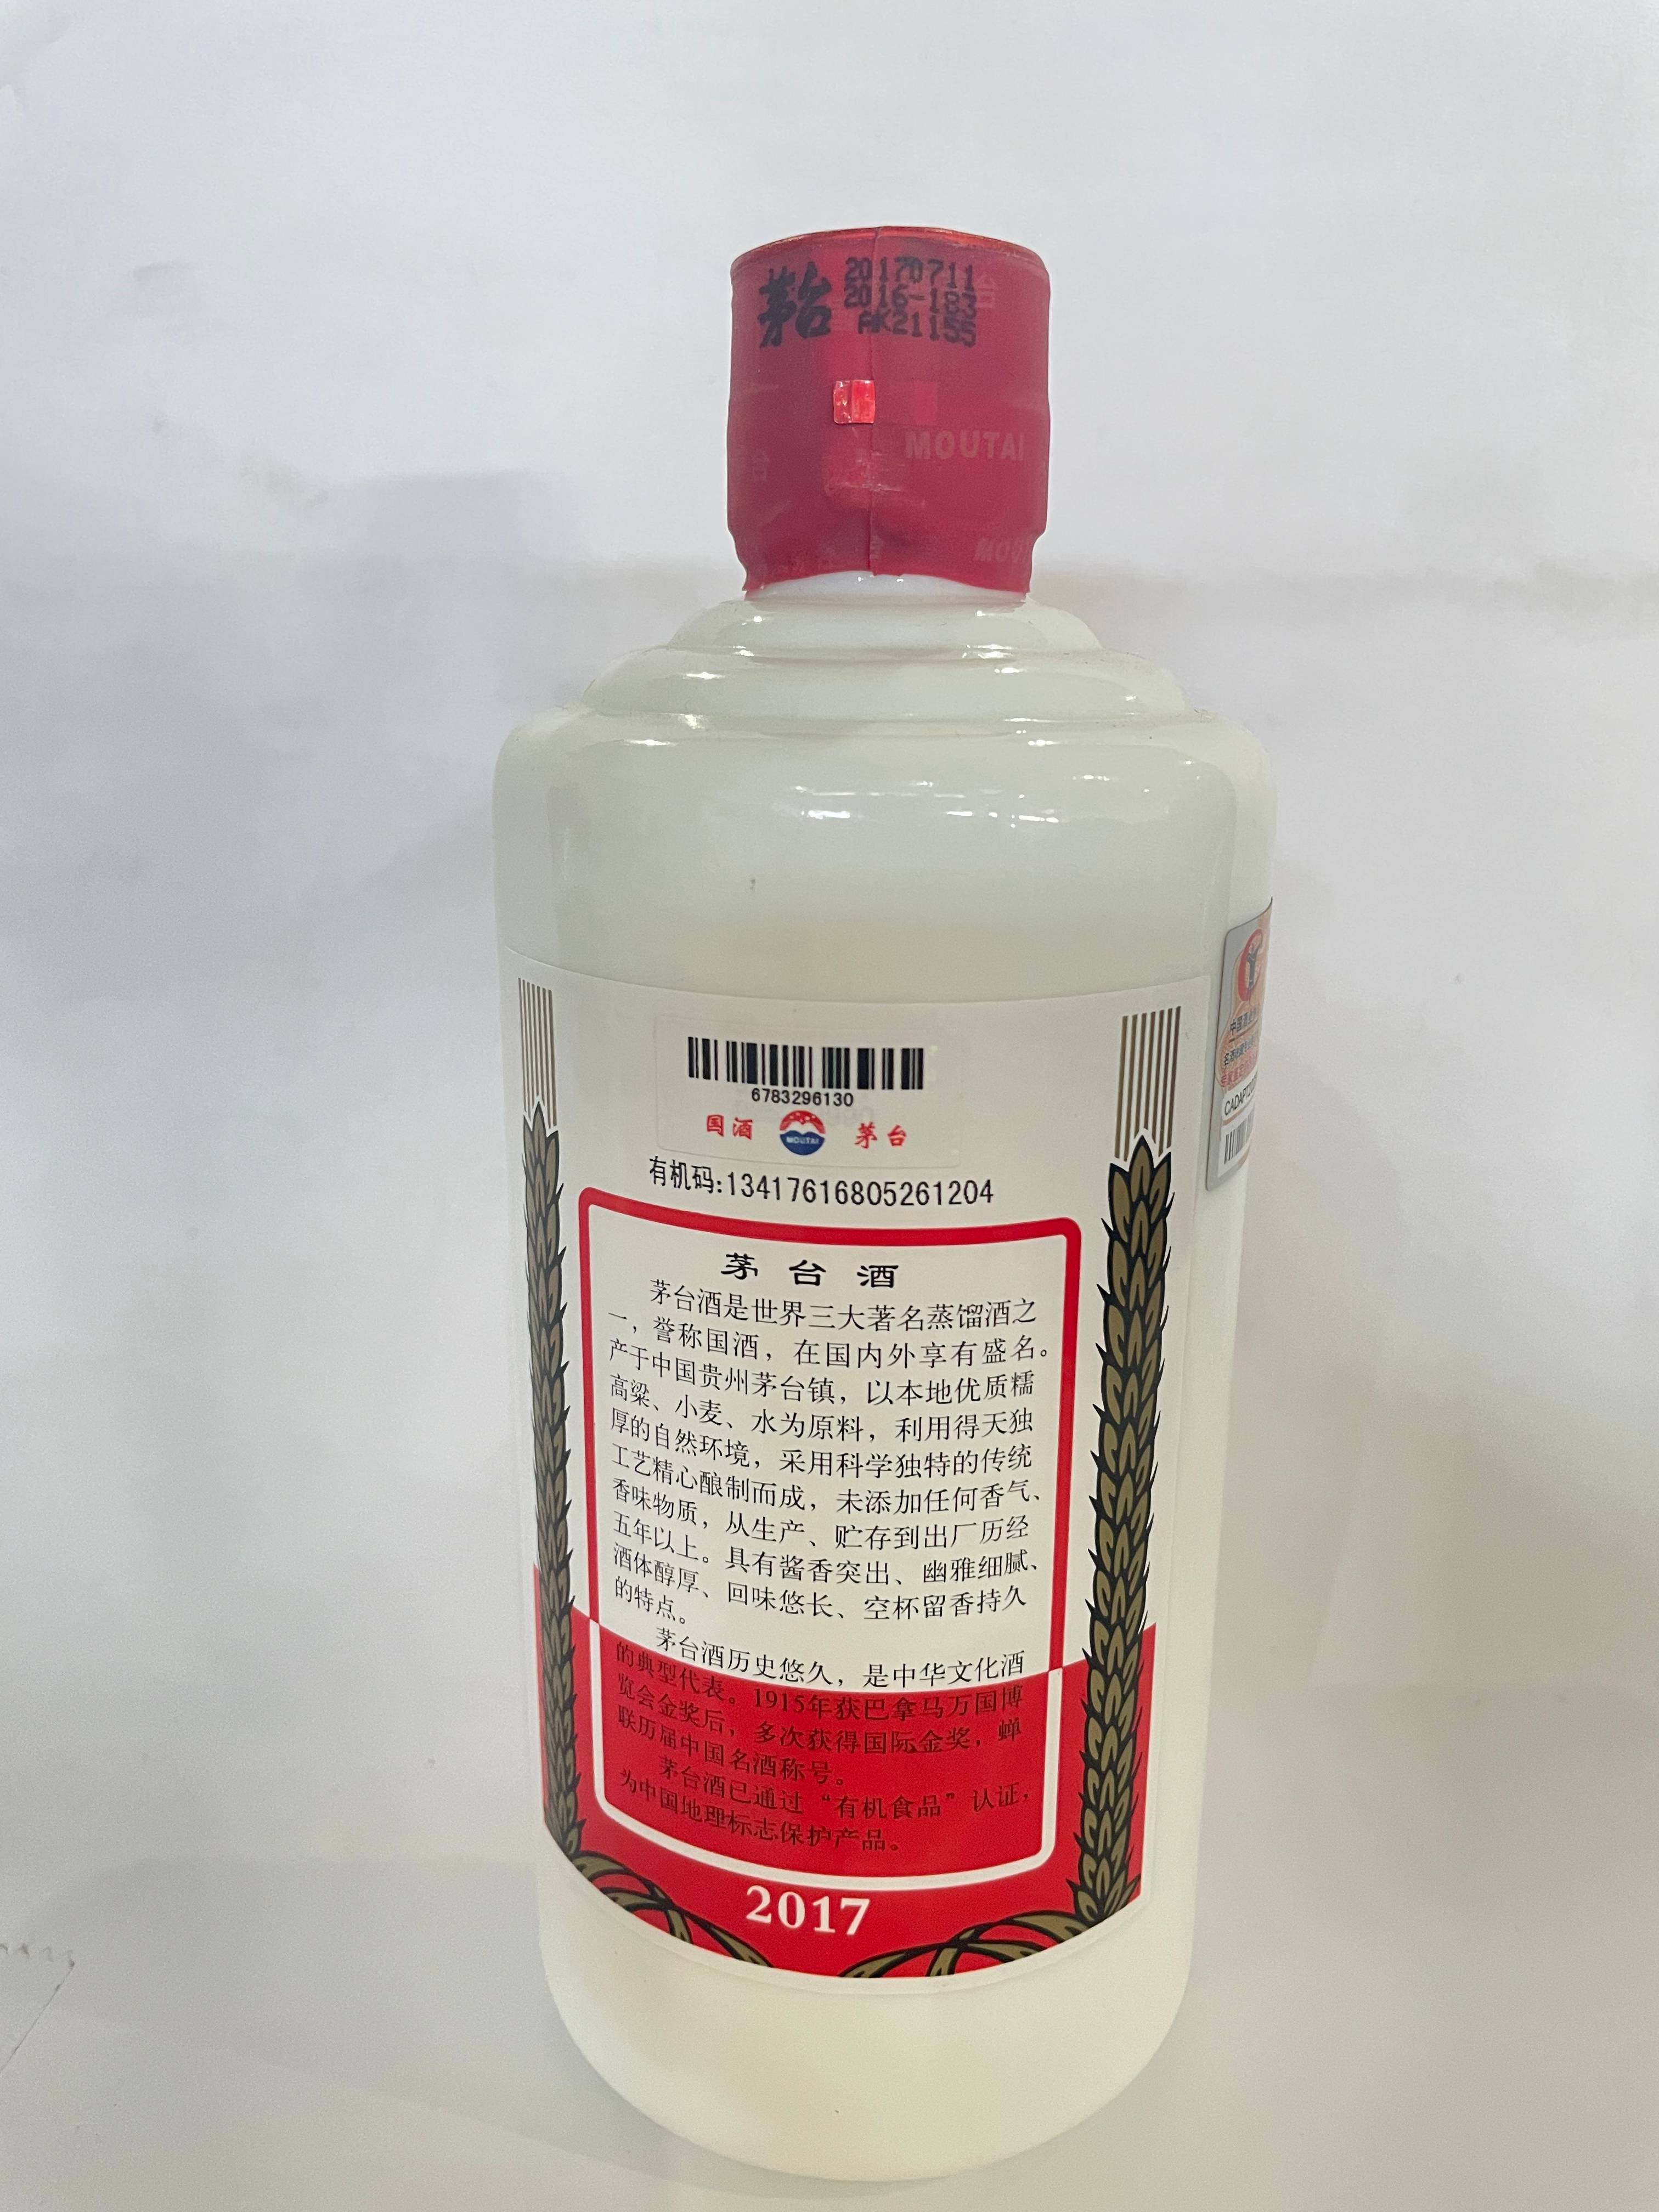 茅台
20170711
2016-183
AK21155
MOUTAI
6783296130
国酒
MOUTAI
茅台
有机码:13417616805261204
茅台酒
茅台酒是世界三大著名蒸馏酒之
一，誉称国酒，在国内外享有盛名。
产于中国贵州茅台镇，以本地优质糯
高粱、小麦、水为原料，利用得天独
厚的自然环境，采用科学独特的传统
工艺精心酿制而成，未添加任何香气、
香味物质，从生产、贮存到出厂历经
五年以上。具有酱香突出、幽雅细腻、
酒体醇厚、回味悠长、空杯留香持久
的特点。
茅台酒历史悠久，是中华文化酒
的典型代表。1915年获巴拿马万国博
览会金奖后，多次获得国际金奖，蝉
联历届中国名酒称号。
茅台酒已通过“有机食品”认证，
为中国地理标志保护产品。
2017